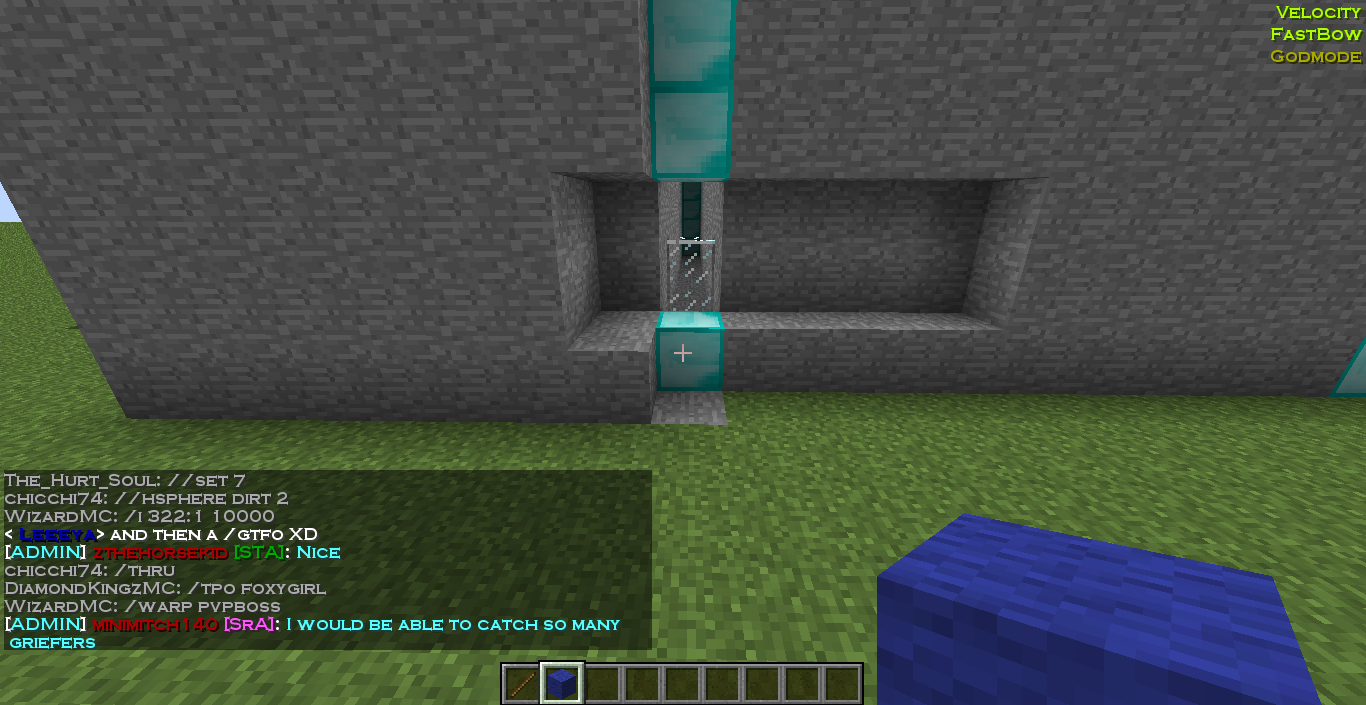 Velocity
FastBow
Godmode
The_Hurt_Soul: //set 7
chicchi74: //hsphere dirt 2
WizardMC: /i 322:1 10000
< Leeeya> and then a /gtfo XD
[ADMIN] zthehorsekid [STA]: Nice
chicchi74: /thru
DiamondKingzMC: /tpo foxygirl
WizardMC: /warp pvpboss
[ADMIN] minimitch140 [SrA]: I would be able to catch so many
griefers